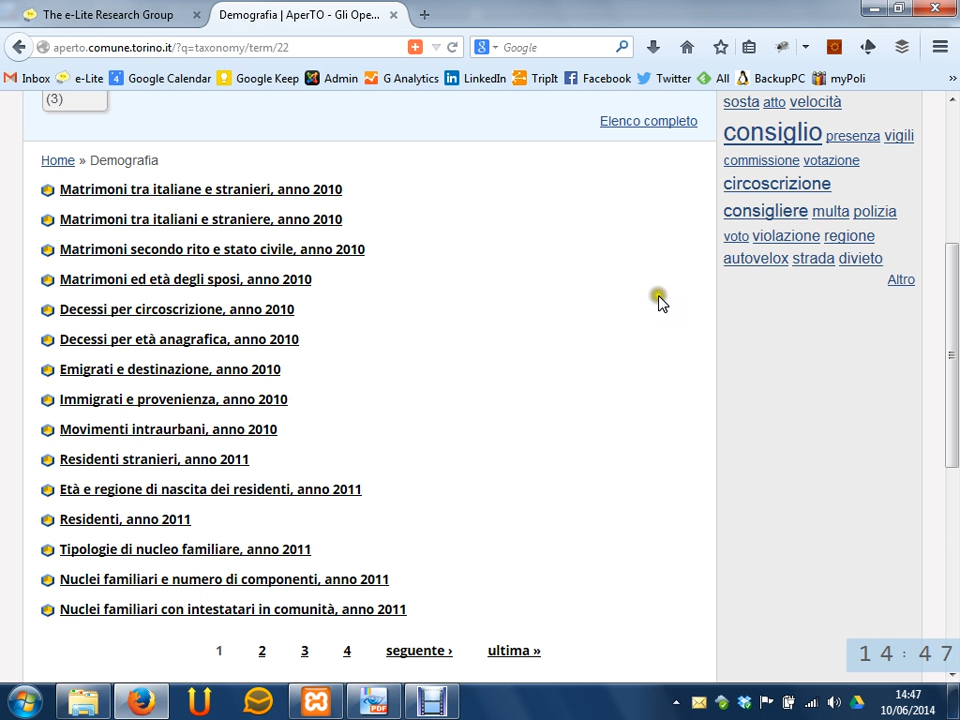 The e-Lite Research Group
Demografia | AperTO - Gli Ope...
aperto.comune.torino.it/?q=taxonomy/term/22
Google
Inbox e-Lite Google Calendar Google Keep Admin G Analytics LinkedIn TripIt Facebook Twitter All BackupPC myPoli »
(3)
Elenco completo
Home » Demografia
Matrimoni tra italiane e stranieri, anno 2010
Matrimoni tra italiani e straniere, anno 2010
Matrimoni secondo rito e stato civile, anno 2010
Matrimoni ed età degli sposi, anno 2010
Decessi per circoscrizione, anno 2010
Decessi per età anagrafica, anno 2010
Emigrati e destinazione, anno 2010
Immigrati e provenienza, anno 2010
Movimenti intraurbani, anno 2010
Residenti stranieri, anno 2011
Età e regione di nascita dei residenti, anno 2011
Residenti, anno 2011
Tipologie di nucleo familiare, anno 2011
Nuclei familiari e numero di componenti, anno 2011
Nuclei familiari con intestatari in comunità, anno 2011
1 2 3 4 seguente › ultima »
sosta atto velocità
consiglio presenza vigili
commissione votazione
circoscrizione
consigliere multa polizia
voto violazione regione
autovelox strada divieto
Altro
14:47
14:47
10/06/2014